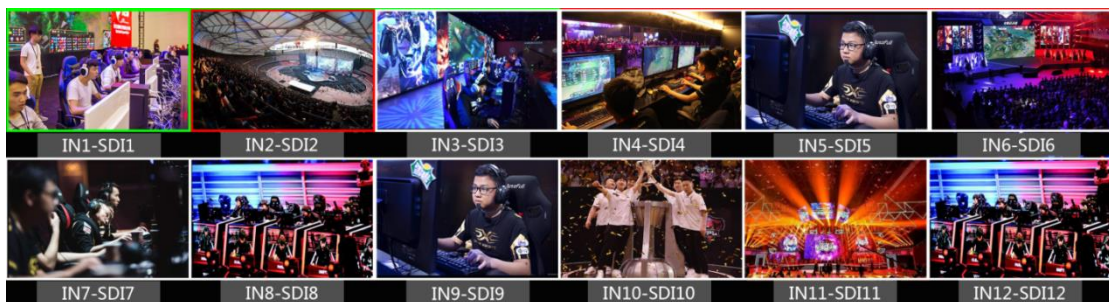 IN1-SDI1
IN2-SDI2
IN3-SDI3
IN4-SDI4
IN5-SDI5
IN6-SDI6
IN7-SDI7
IN8-SDI8
IN9-SDI9
IN10-SDI10
IN11-SDI11
IN12-SDI12